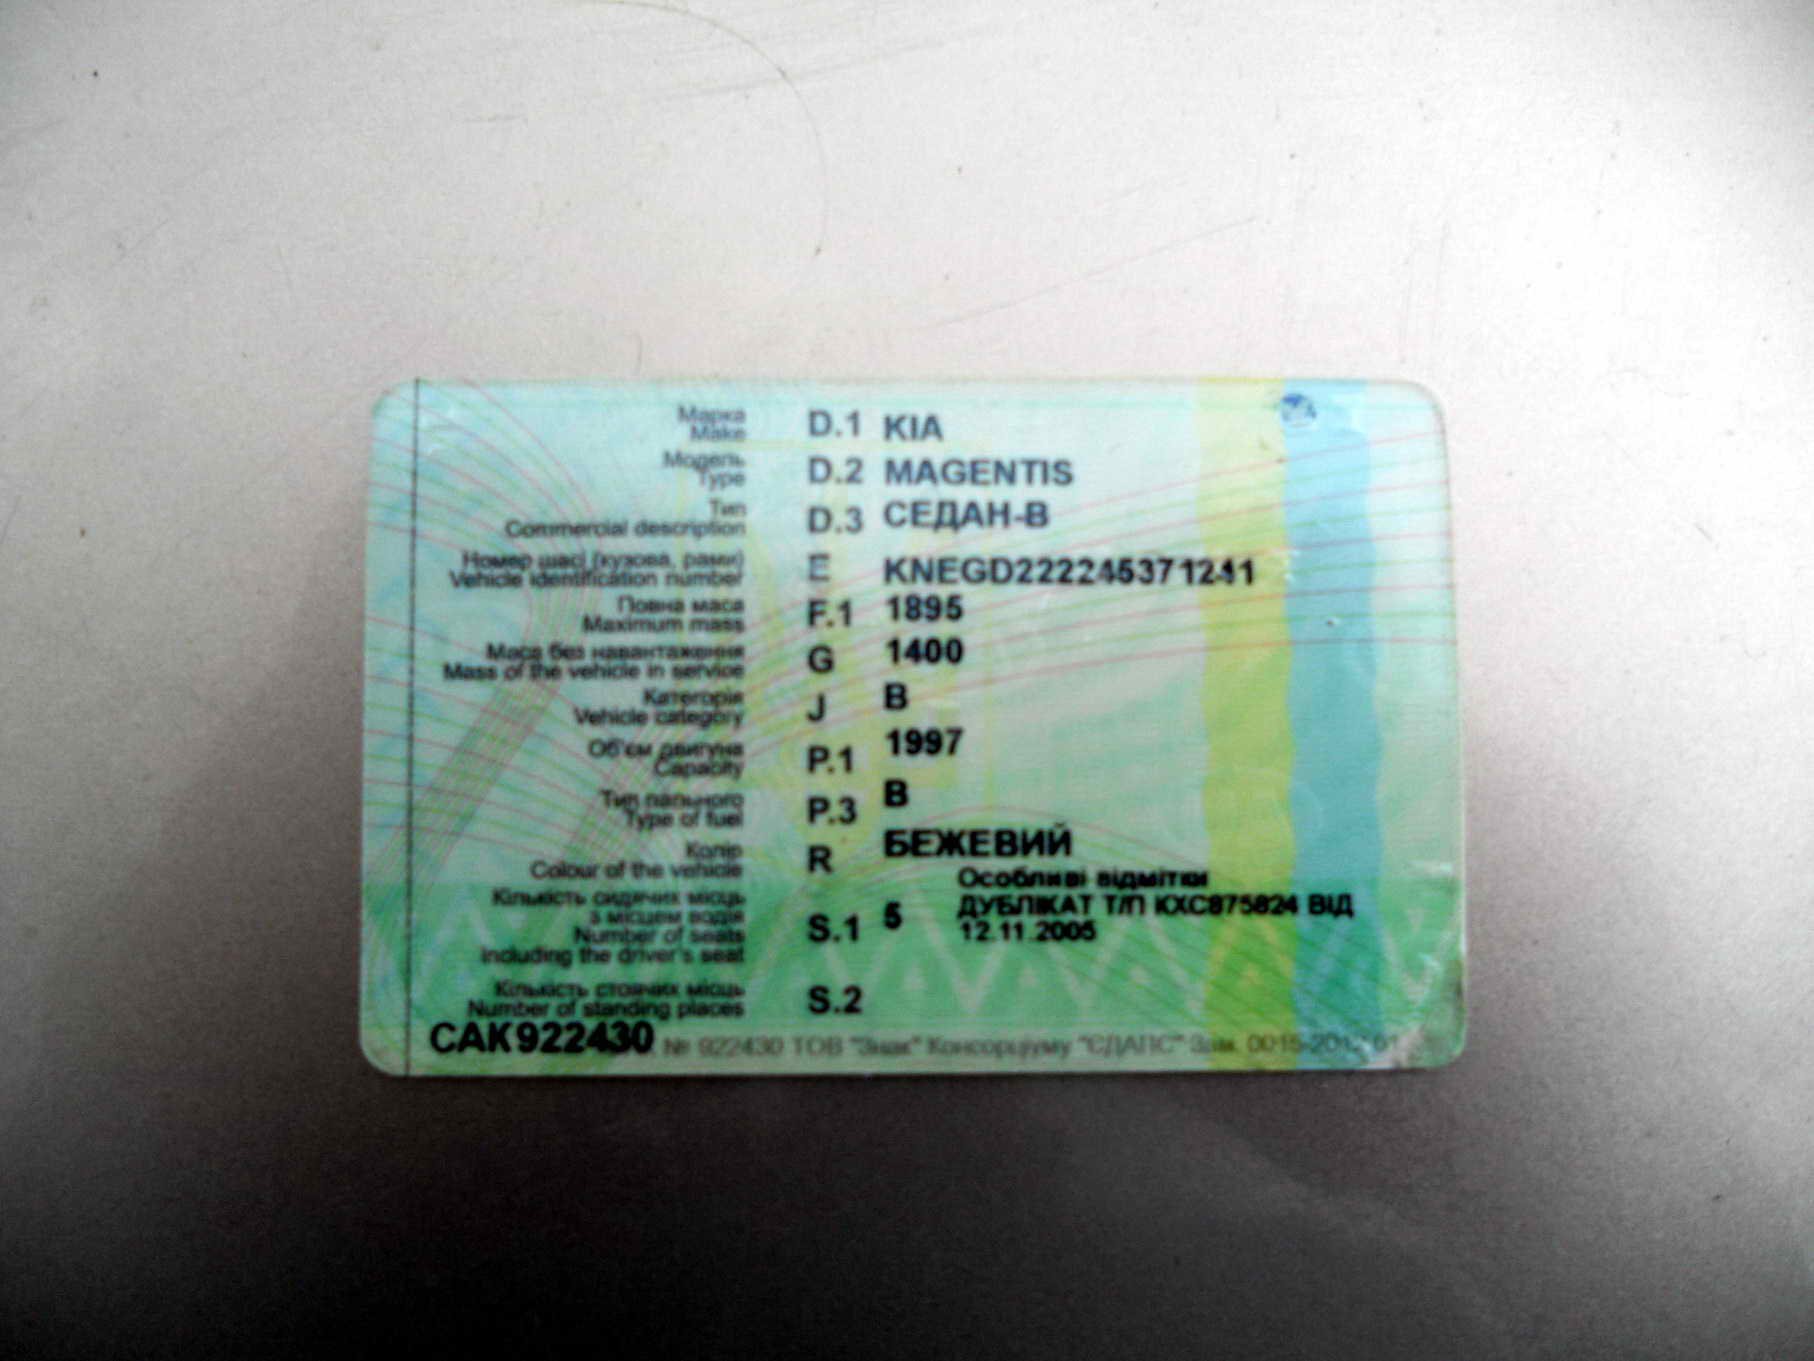 Марка
Make D.1 KIA
Модель
Type D.2 MAGENTIS
Тип
Commercial description D.3 СЕДАН-B
Номер шасі (кузова, рами)
Vehicle identification number E KNEGD222245371241
Повна маса
Maximum mass F.1 1895
Маса без навантаження
Mass of the vehicle in service G 1400
Категорія
Vehicle category J B
Об'єм двигуна
Capacity P.1 1997
Тип пального
Type of fuel P.3 B
Колір
Colour of the vehicle R БЕЖЕВИЙ
Кількість сидячих місць
з місцем водія
Number of seats
including the driver's seat S.1 5
Особливі відмітки
ДУБЛІКАТ Т/П КХС875824 ВІД
12.11.2005
Кількість стоячих місць
Number of standing places S.2
САК922430 № 922430 ТОВ "Знак" Консорціуму "ЄДАПС" Зам.